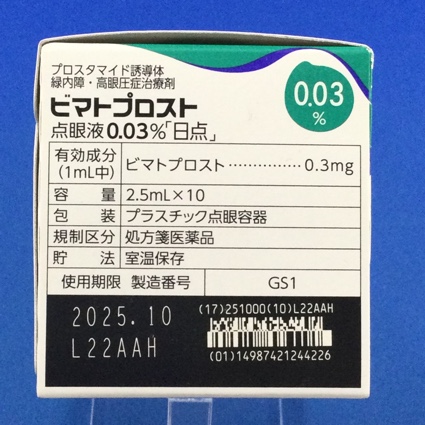 プロスタマイド誘導体
緑内障・高眼圧症治療剤
ビマトプロスト
点眼液0.03%「日点」
0.03
%
有効成分
(1mL中)
ビマトプロスト……………0.3mg
容 量 2.5mL×10
包 装 プラスチック点眼容器
規制区分 処方箋医薬品
貯 法 室温保存
使用期限 製造番号 GS1
2025.10
L22AAH
(17)251000(10)L22AAH
(01)14987421244226